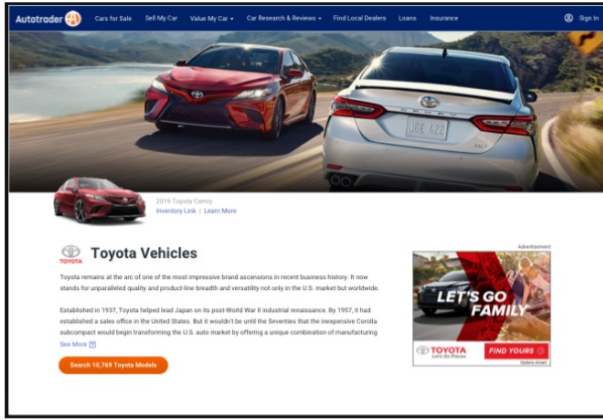 Autotrader
Cars for Sale Sell My Car Value My Car Car Research & Reviews Find Local Dealers Loans Insurance Sign In
2019 Toyota Camry
Inventory Link | Learn More
Advertisement
TOYOTA
Toyota Vehicles
Toyota remains at the arc of one of the most impressive brand ascensions in recent business history. It now
stands for unparalleled quality and product-line breadth and versatility not only in the U.S. market but worldwide.
Established in 1937, Toyota helped lead Japan on its post-World War II industrial renaissance. By 1957, it had
established a sales office in the United States. But it wouldn't be until the Seventies that the inexpensive Corolla
subcompact would begin transforming the U.S. auto market by offering a unique combination of manufacturing
See More
Search 10,769 Toyota Models
LET'S GO
FAMILY
TOYOTA
Let's Go Places
FIND YOURS